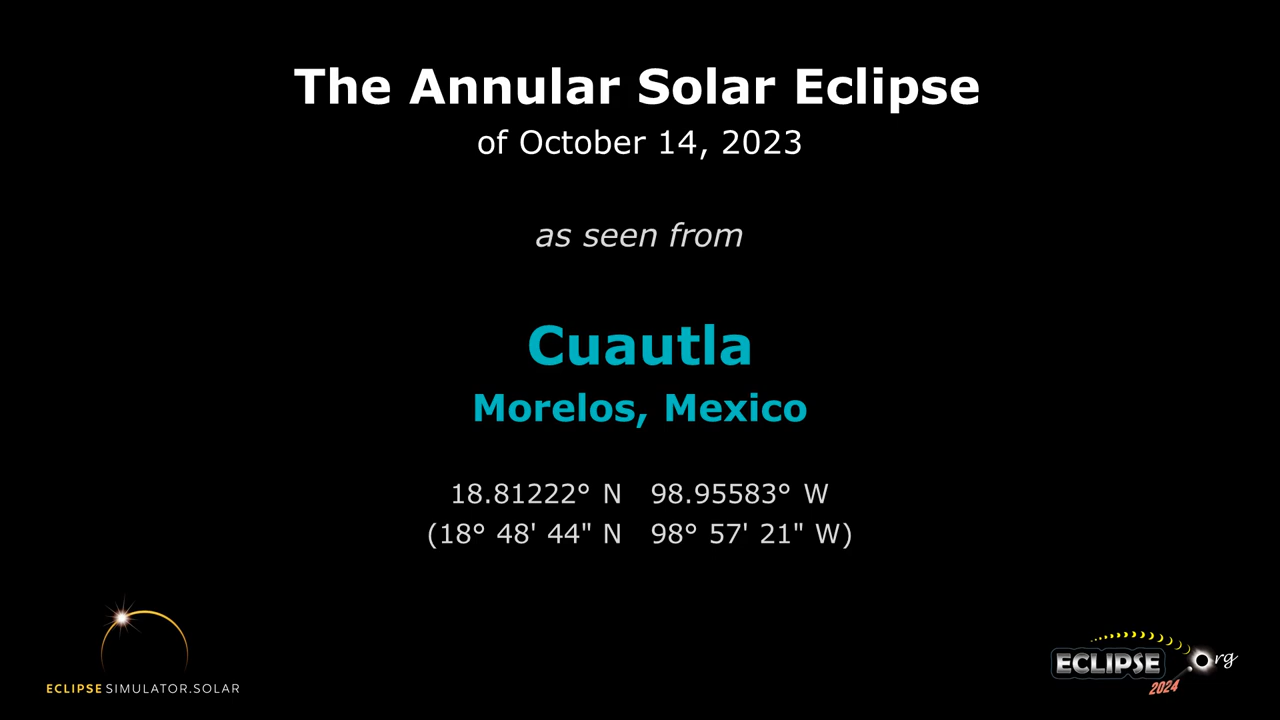 The Annular Solar Eclipse
of October 14, 2023
as seen from
Cuautla
Morelos, Mexico
18.81222° N 98.95583° W
(18° 48' 44" N 98° 57' 21" W)
ECLIPSESIMULATOR.SOLAR
ECLIPSE.org
2024